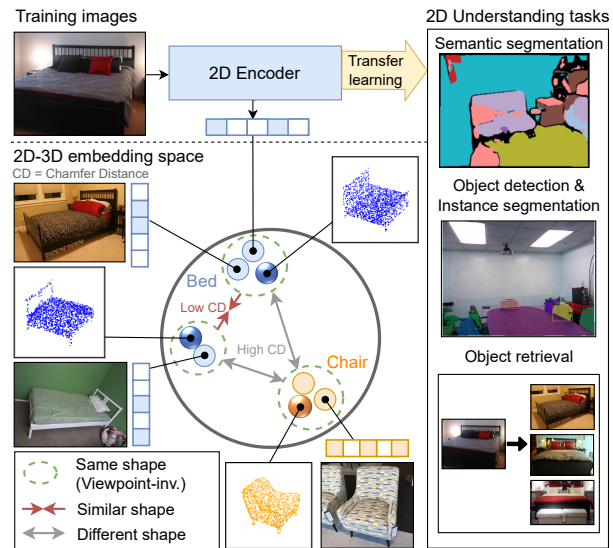 Training images
2D Encoder
Transfer
learning
2D Understanding tasks
Semantic segmentation
2D-3D embedding space
CD = Chamfer Distance
Object detection &
Instance segmentation
Bed
Low CD
High CD
Chair
Object retrieval
Same shape
(Viewpoint-inv.)
Similar shape
Different shape